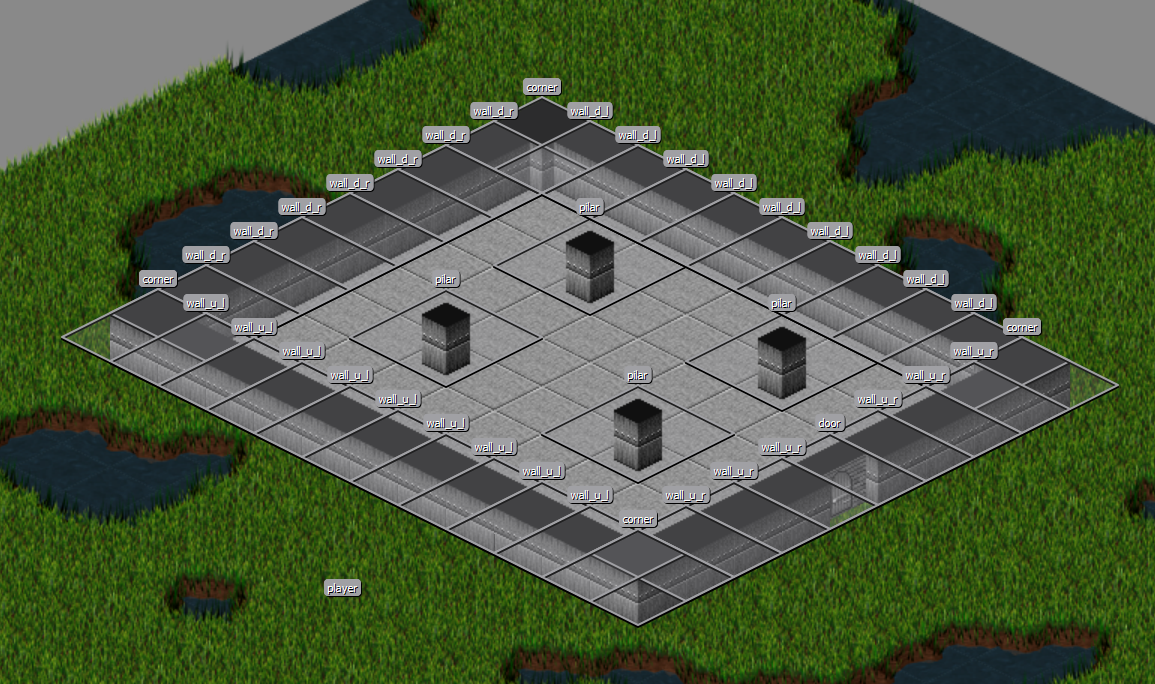 corner
wall_d_r wall_d_l
wall_d_r wall_d_l
wall_d_r wall_d_l
wall_d_r wall_d_l
wall_d_r pilar wall_d_l
wall_d_r wall_d_l
wall_d_r wall_d_l
corner pilar wall_d_l
wall_u_l pilar wall_d_l
wall_u_l corner
wall_u_l wall_u_r
wall_u_l pilar wall_u_r
wall_u_l wall_u_r
wall_u_l door
wall_u_l wall_u_r
wall_u_l wall_u_r
wall_u_l wall_u_r
corner
player